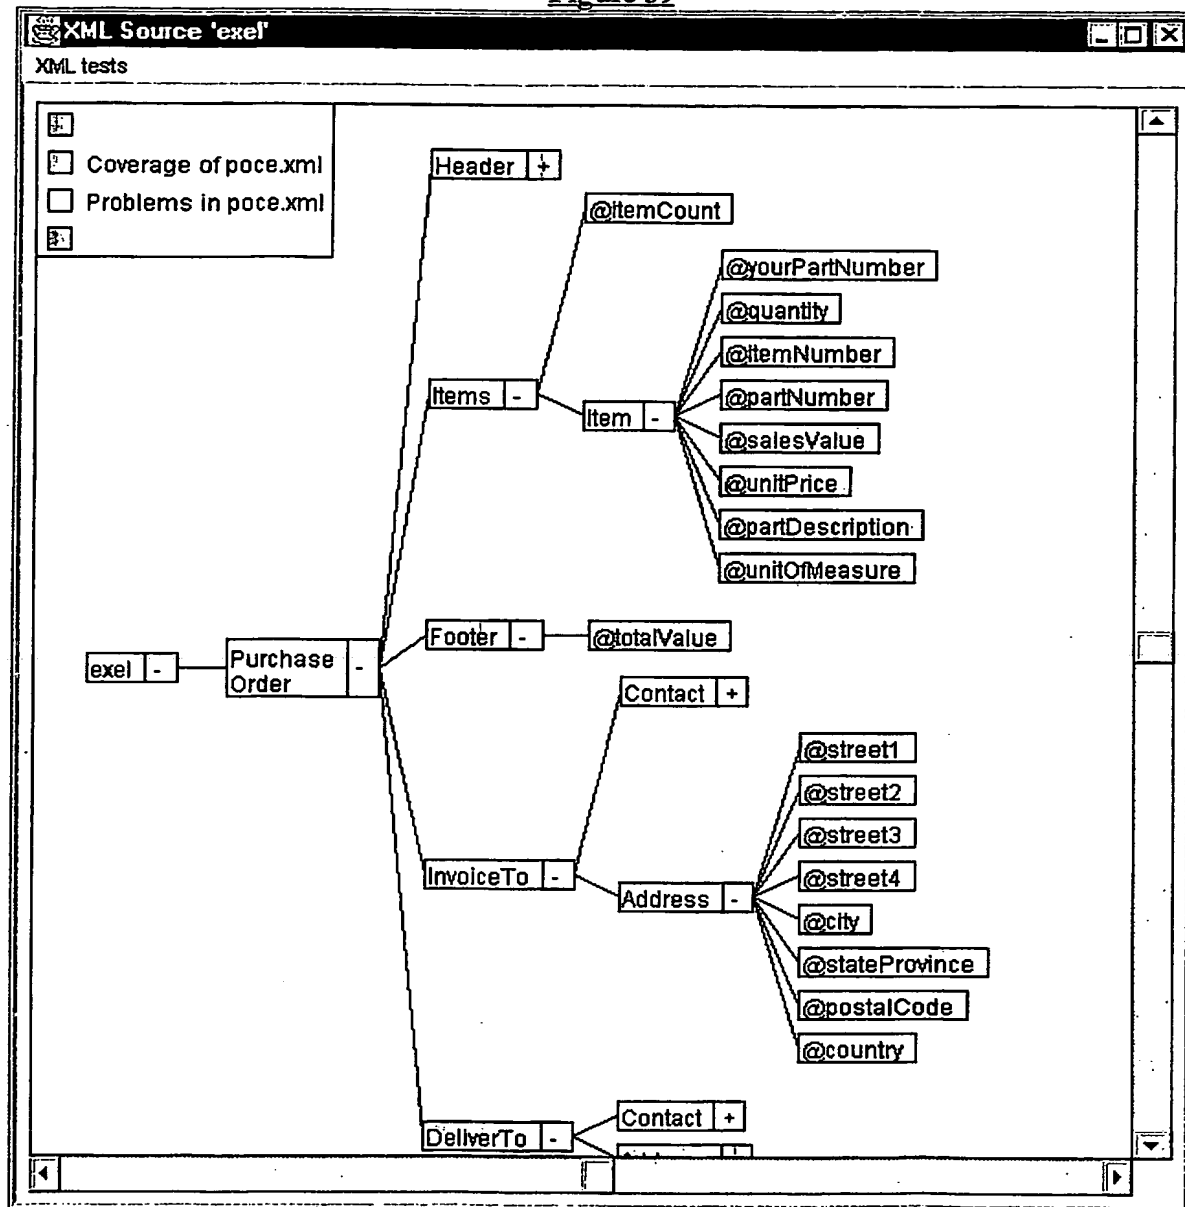 XML Source 'exel'
XML tests
Coverage of poce.xml
Problems in poce.xml
Header +
@itemCount
@yourPartNumber
@quantity
@itemNumber
@partNumber
@salesValue
@unitPrice
@partDescription
@unitOfMeasure
Items -
Item -
Footer -
@totalValue
exel -
Purchase
Order -
Contact +
@street1
@street2
@street3
@street4
@city
@stateProvince
@postalCode
@country
InvoiceTo -
Address -
Contact +
DeliverTo -